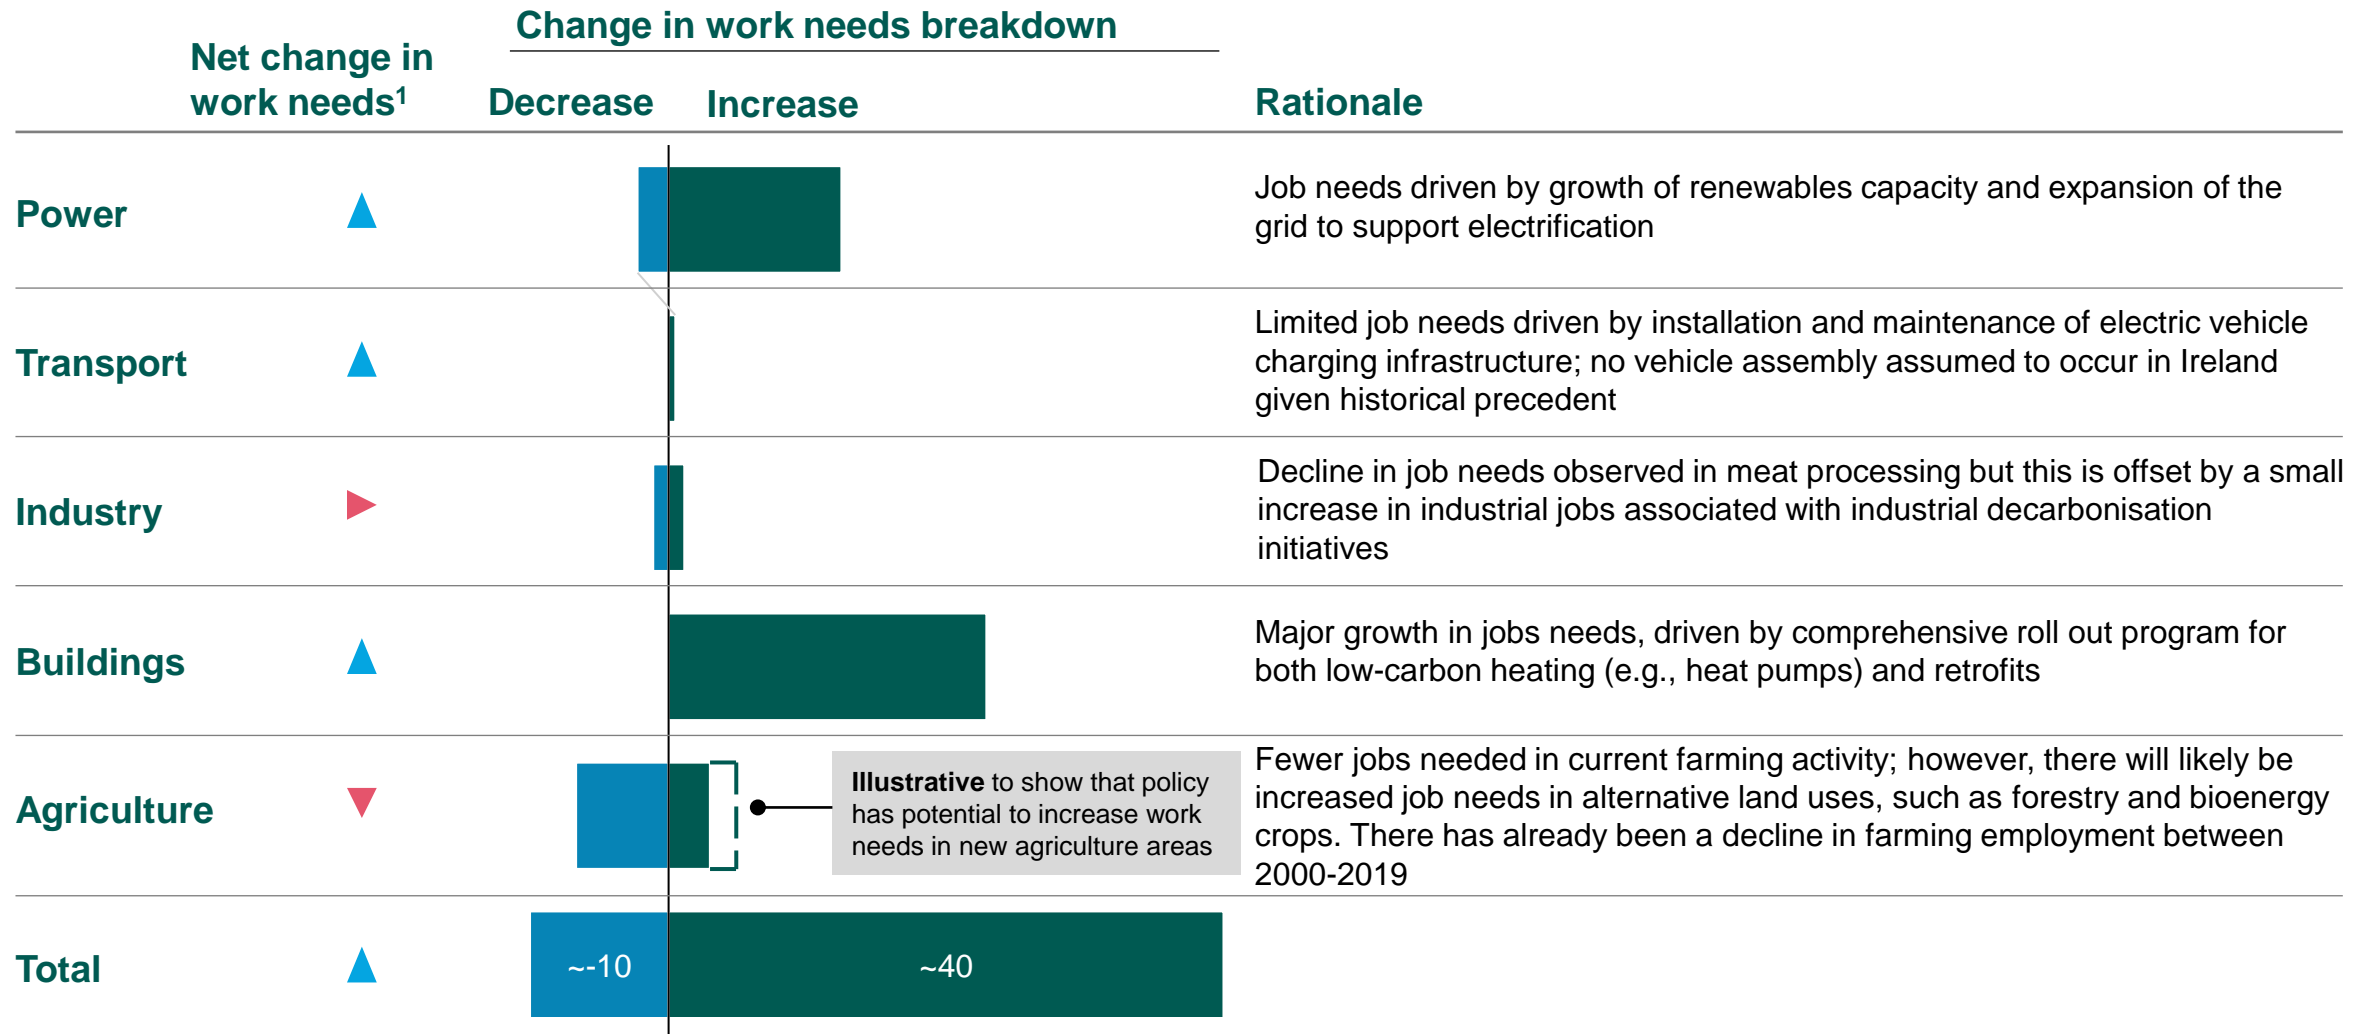 Change in work needs breakdown
Net change in
work needs¹
Decrease
Increase
Rationale
Power
Job needs driven by growth of renewables capacity and expansion of the
grid to support electrification
Transport
Limited job needs driven by installation and maintenance of electric vehicle
charging infrastructure; no vehicle assembly assumed to occur in Ireland
given historical precedent
Industry
Decline in job needs observed in meat processing but this is offset by a small
increase in industrial jobs associated with industrial decarbonisation
initiatives
Buildings
Major growth in jobs needs, driven by comprehensive roll out program for
both low-carbon heating (e.g., heat pumps) and retrofits
Agriculture
Illustrative to show that policy
has potential to increase work
needs in new agriculture areas
Fewer jobs needed in current farming activity; however, there will likely be
increased job needs in alternative land uses, such as forestry and bioenergy
crops. There has already been a decline in farming employment between
2000-2019
Total
~-10
~40